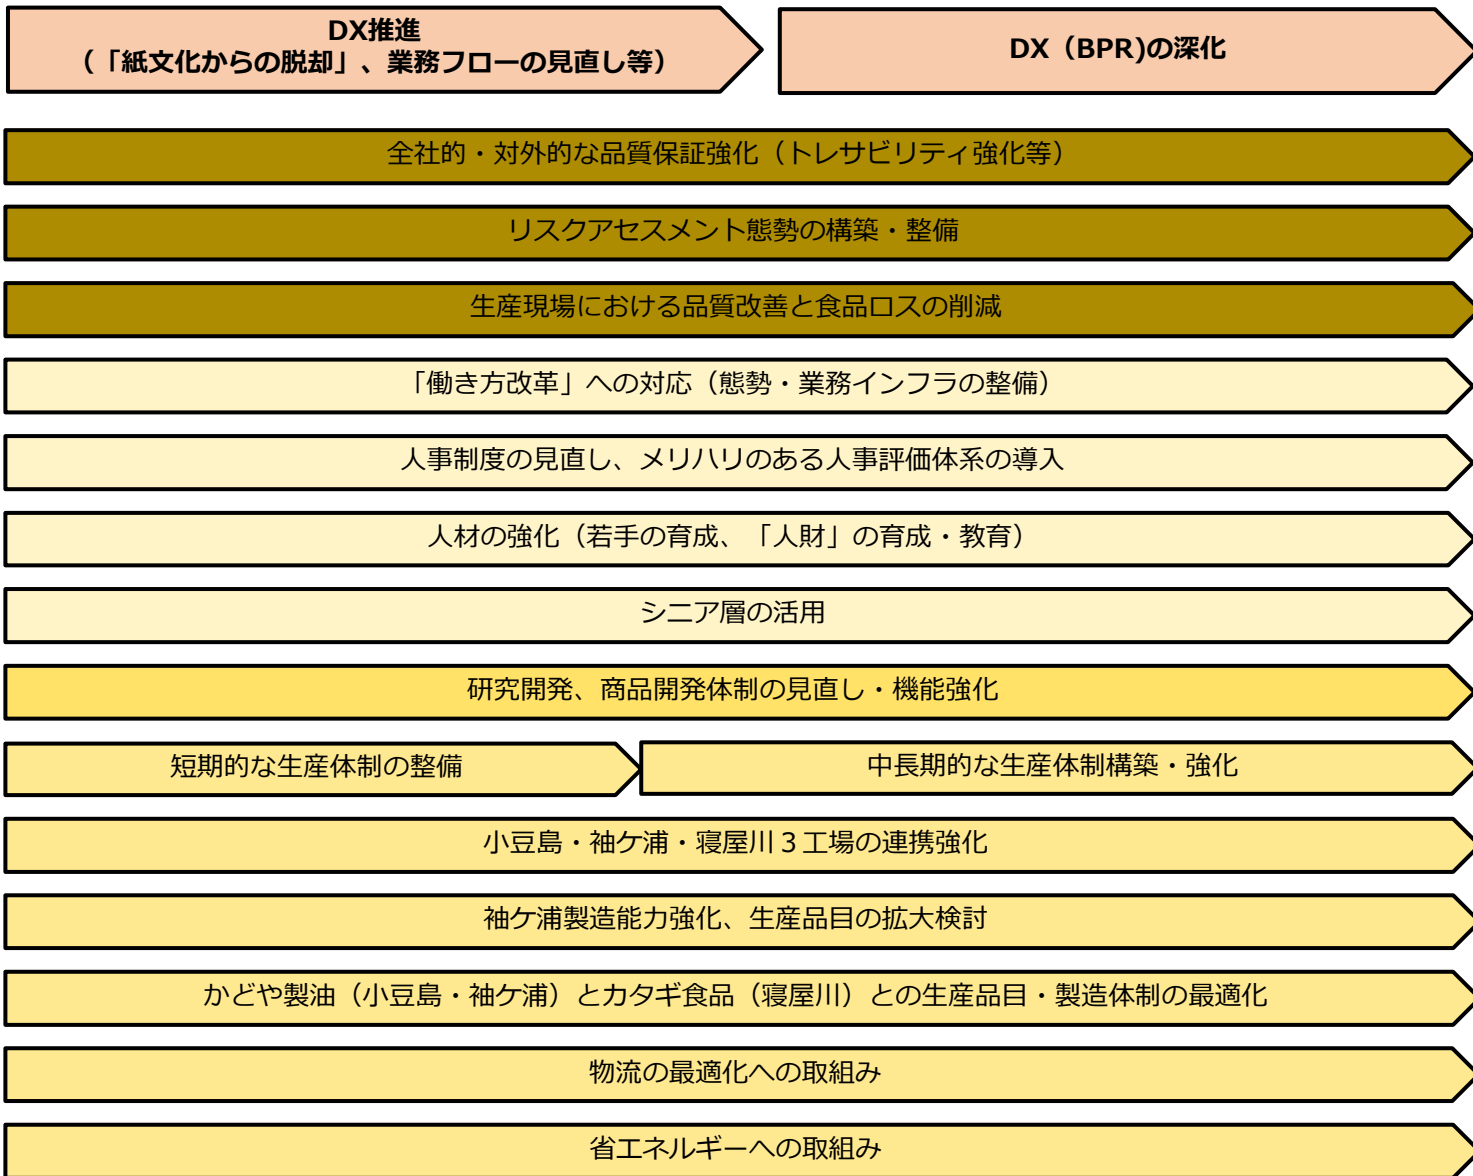 DX推進
（「紙文化からの脱却」、業務フローの見直し等）
DX（BPR)の深化
全社的・対外的な品質保証強化（トレサビリティ強化等）
リスクアセスメント態勢の構築・整備
生産現場における品質改善と食品ロスの削減
「働き方改革」への対応（態勢・業務インフラの整備）
人事制度の見直し、メリハリのある人事評価体系の導入
人材の強化（若手の育成、「人財」の育成・教育）
シニア層の活用
研究開発、商品開発体制の見直し・機能強化
短期的な生産体制の整備
中長期的な生産体制構築・強化
小豆島・袖ケ浦・寝屋川３工場の連携強化
袖ケ浦製造能力強化、生産品目の拡大検討
かどや製油（小豆島・袖ケ浦）とカタギ食品（寝屋川）との生産品目・製造体制の最適化
物流の最適化への取組み
省エネルギーへの取組み